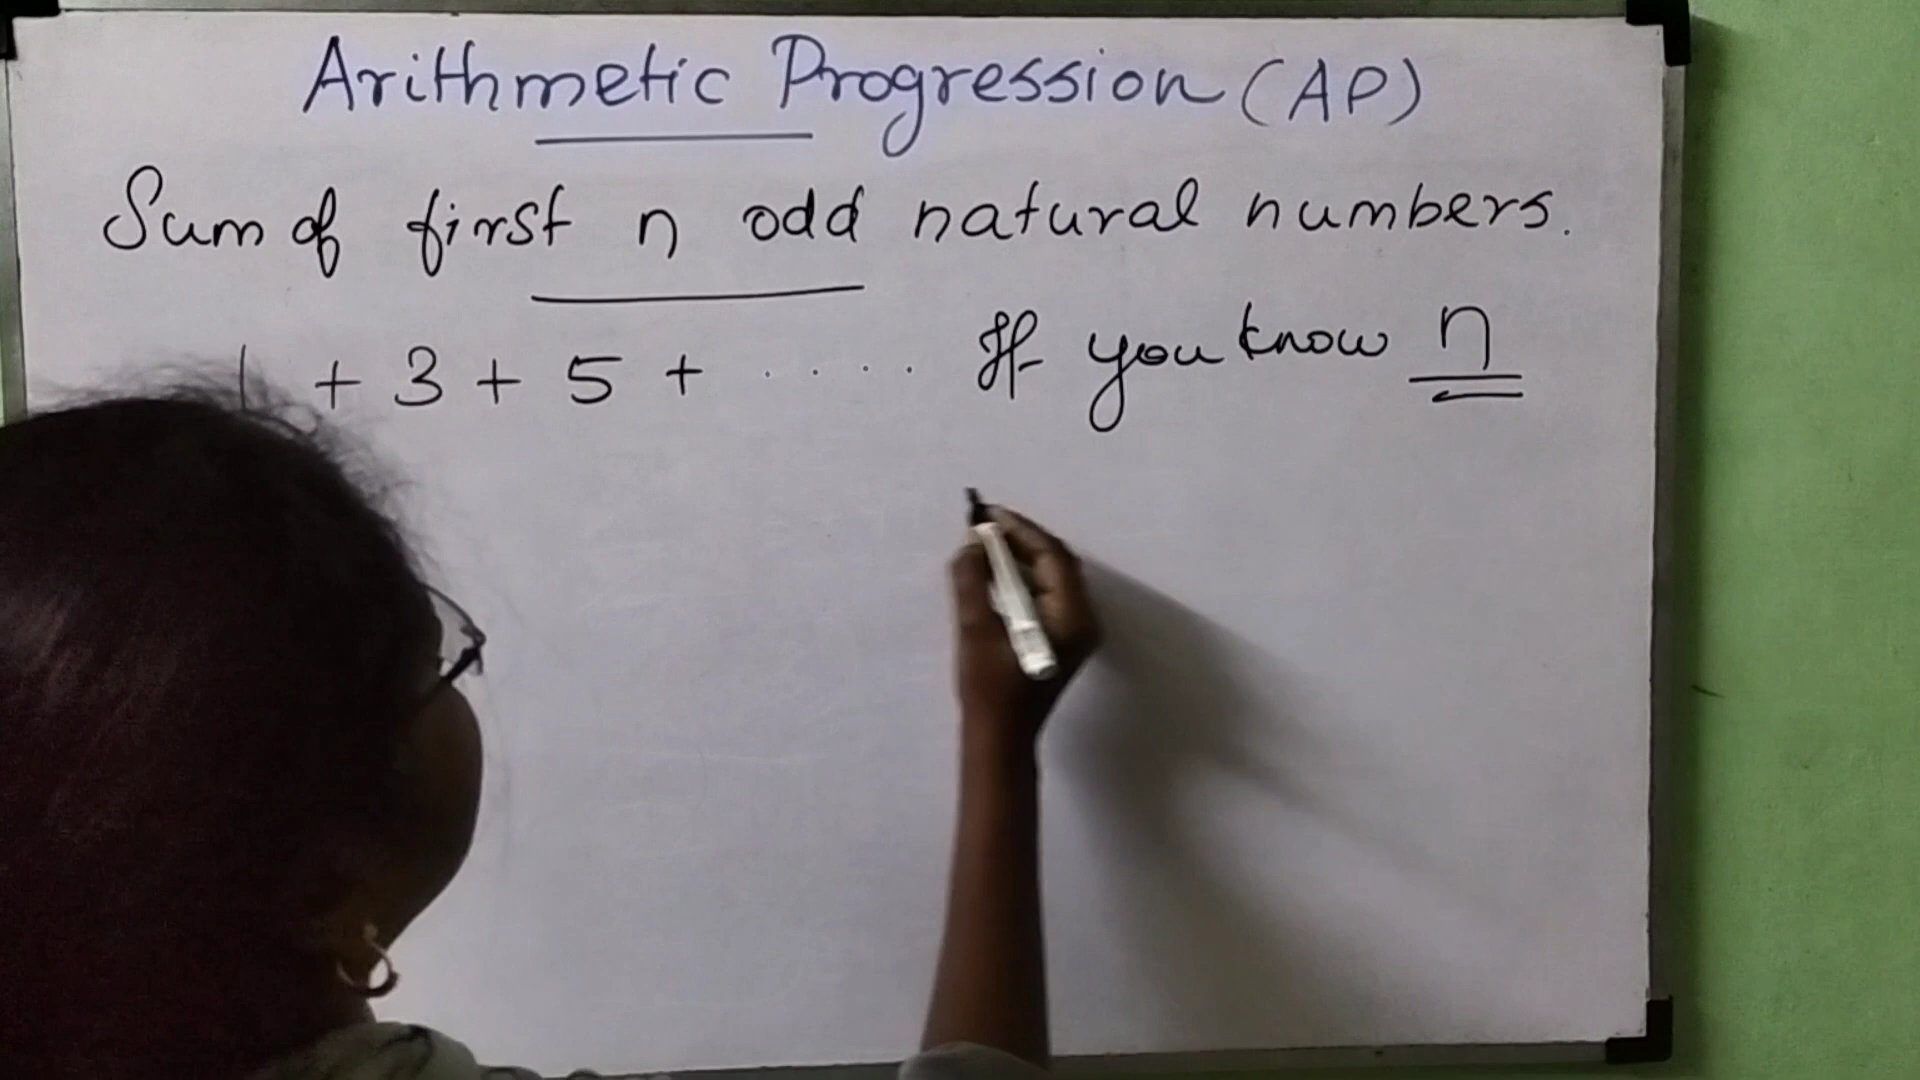 Arithmetic Progression (AP)
Sum of first n odd natural numbers.
1 + 3 + 5 + ..... If you know n